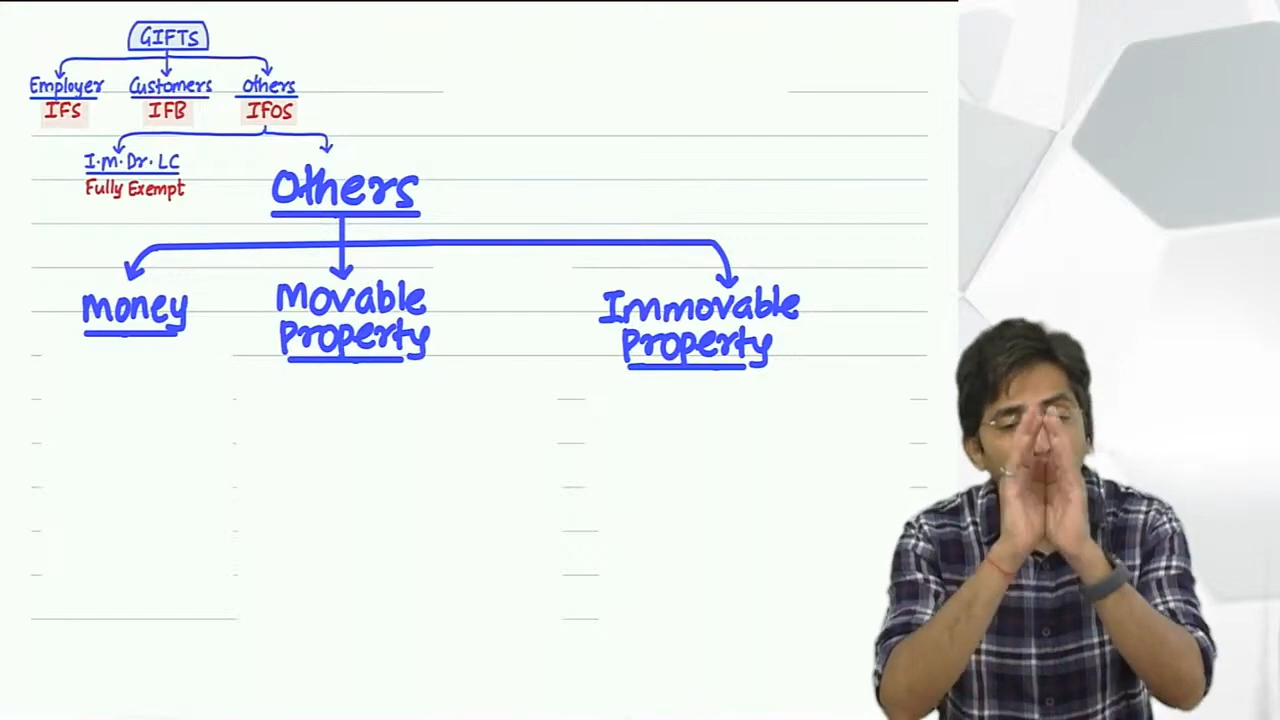 GIFTS
Employer Customers Others
IFS IFB IFOS
I.m.Dr.LC
Fully Exempt
Others
Money Movable Property Immovable Property